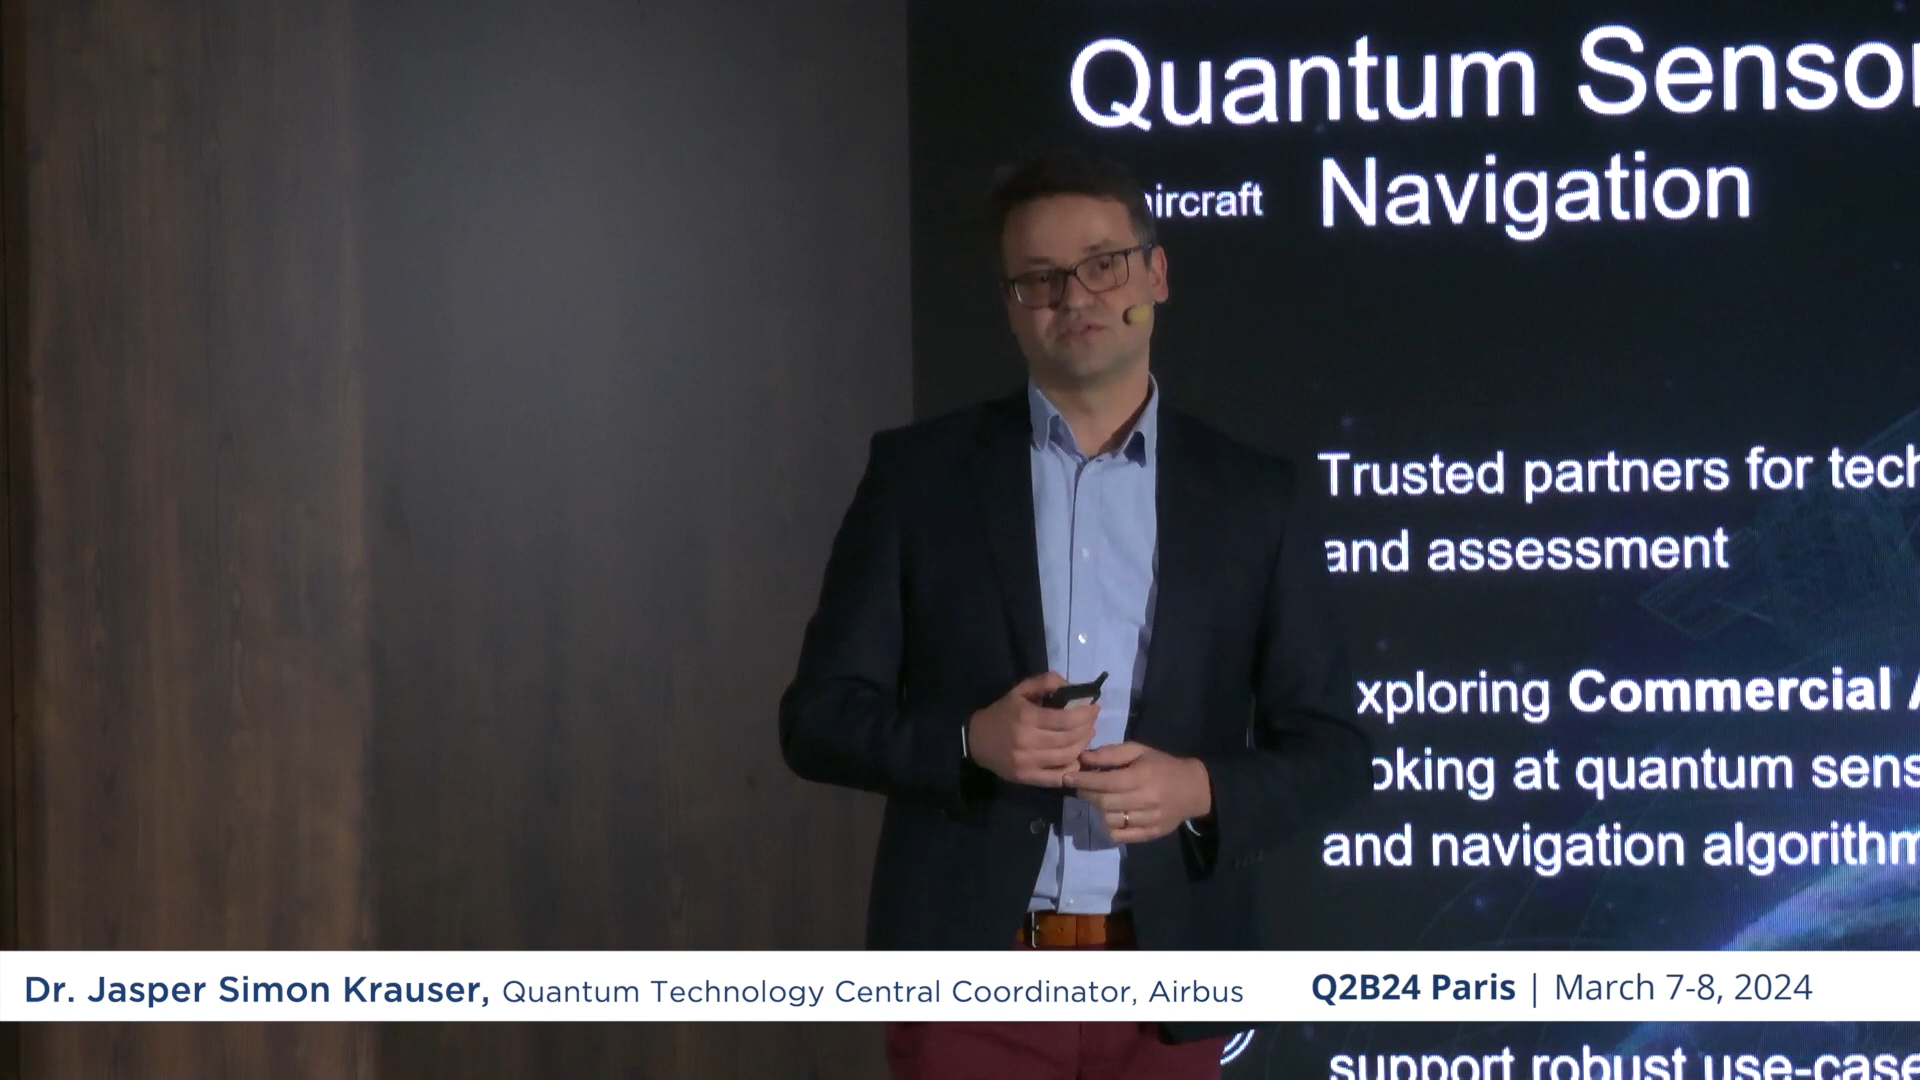 Quantum Senso
aircraft
Navigation
Trusted partners for tech
and assessment
xploring Commercial
oking at quantum sens
and navigation algorithm
Dr. Jasper Simon Krauser, Quantum Technology Central Coordinator, Airbus
Q2B24 Paris | March 7-8, 2024
support robust use-case